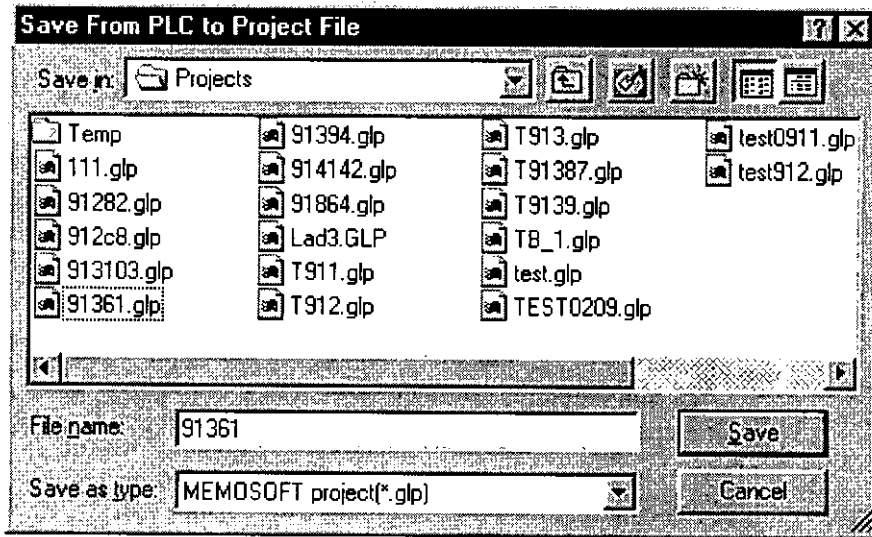 Save From PLC to Project File
Save in: Projects
Temp
111.glp
91282.glp
912c8.glp
913103.glp
91361.glp
91394.glp
914142.glp
91864.glp
Lad3.GLP
T911.glp
T912.glp
T913.glp
T91387.glp
T9139.glp
TB_1.glp
test.glp
TEST0209.glp
test0911.glp
test912.glp
File name: 91361
Save
Save as type: MEMOSOFT project(*.glp)
Cancel